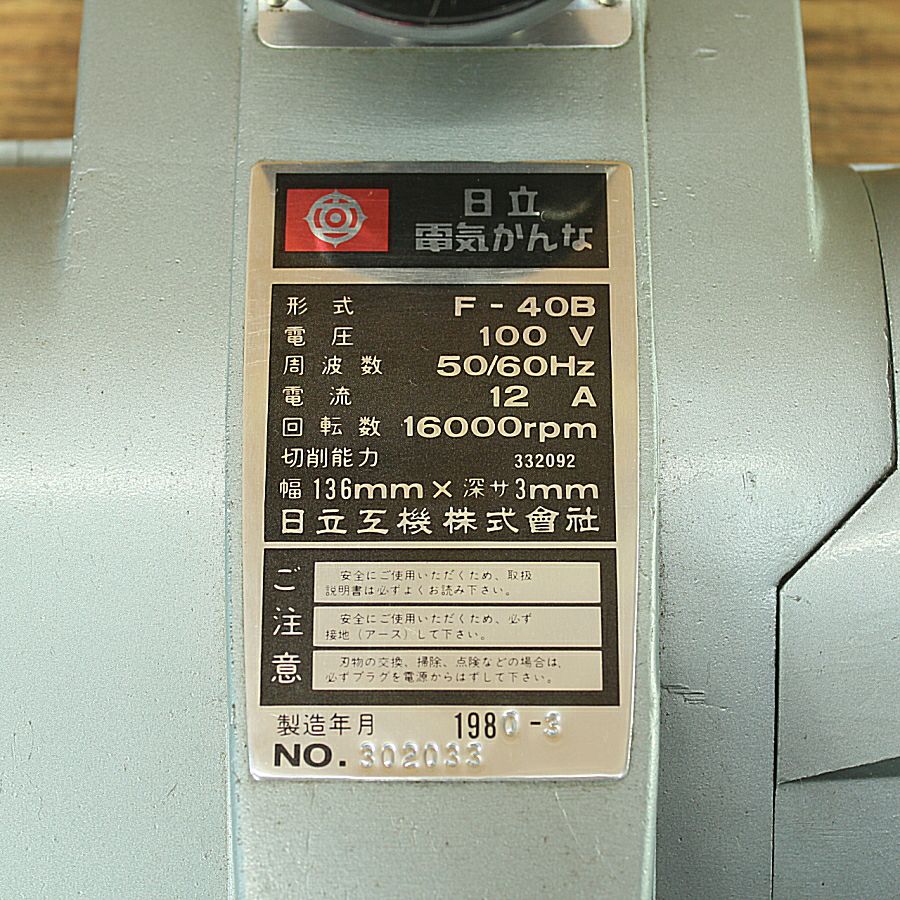 日立
電気かんな
形式 F-40B
電圧 100 V
周波数 50/60Hz
電流 12 A
回転数 16000rpm
切削能力 332092
幅 136mm×深サ3mm
日立工機株式會社
ご注意
安全にご使用いただくため、取扱
説明書は必ずよくお読み下さい。
安全にご使用いただくため、必ず
接地(アース)して下さい。
刃物の交換、掃除、点険などの場合は、
必ずプラグを電源からはずして下さい。
製造年月 1980-3
NO. 302033